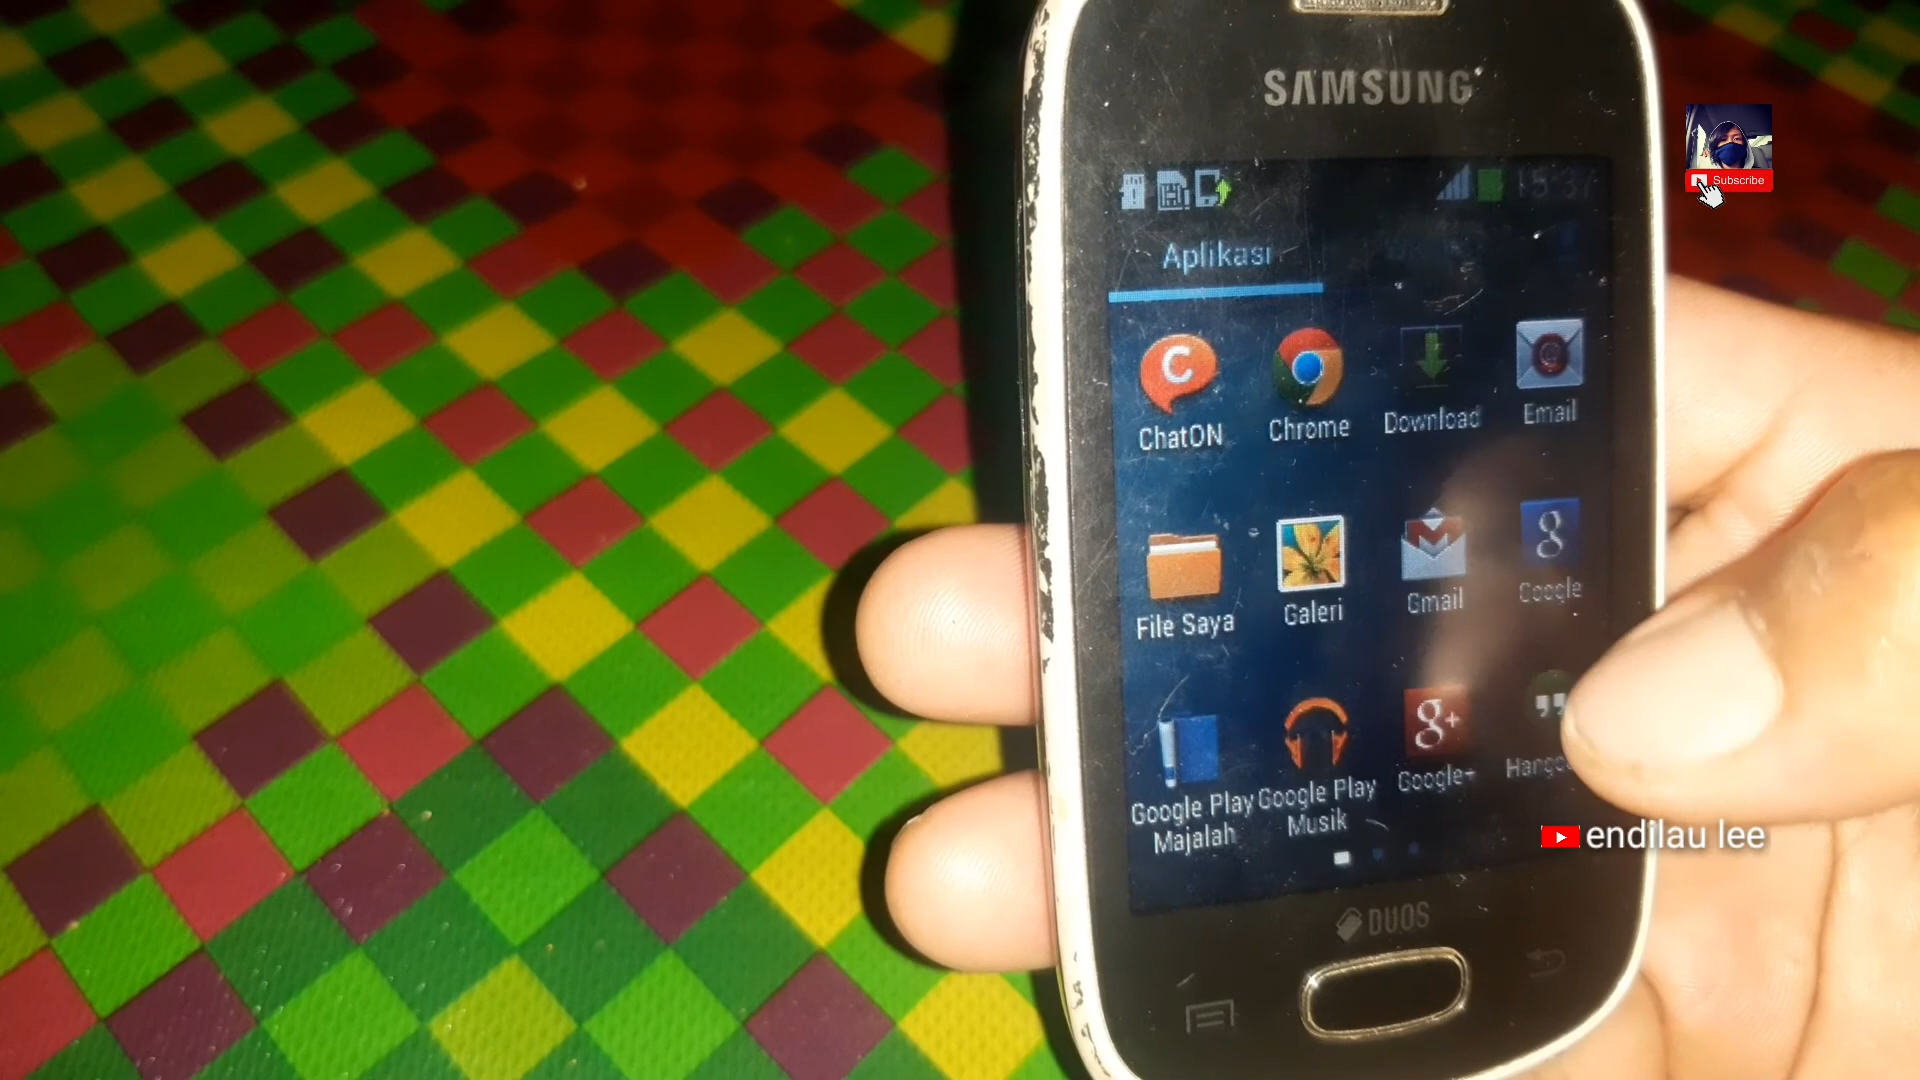 SAMSUNG
Subscribe
Aplikasi
ChatON
Chrome
Download
Email
File Saya
Galeri
Gmail
Google
Google Play
Majalah
Google Play
Musik
Google+
endilau lee
DUOS